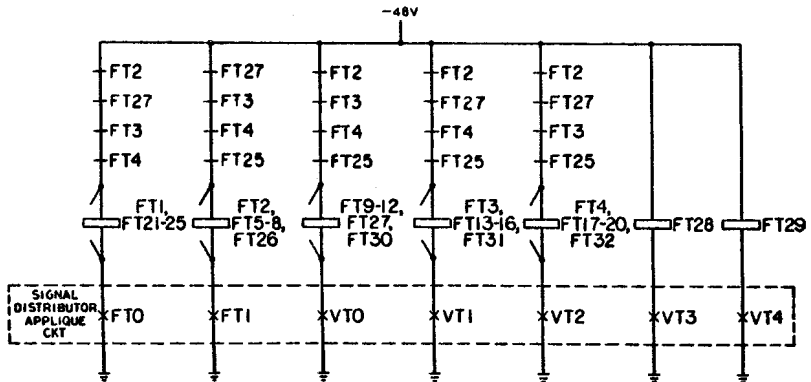 -48V
FT2 FT27 FT2 FT2 FT2
FT27 FT3 FT3 FT27 FT27
FT3 FT4 FT4 FT4 FT3
FT4 FT25 FT25 FT25 FT25
FT1,
FT21-25
FT2,
FT5-8,
FT26
FT9-12,
FT27,
FT30
FT3,
FT13-16,
FT31
FT4,
FT17-20,
FT32
FT28
FT29
SIGNAL
DISTRIBUTOR
APPLIQUE
CKT
FT0 FT1 VT0 VT1 VT2 VT3 VT4